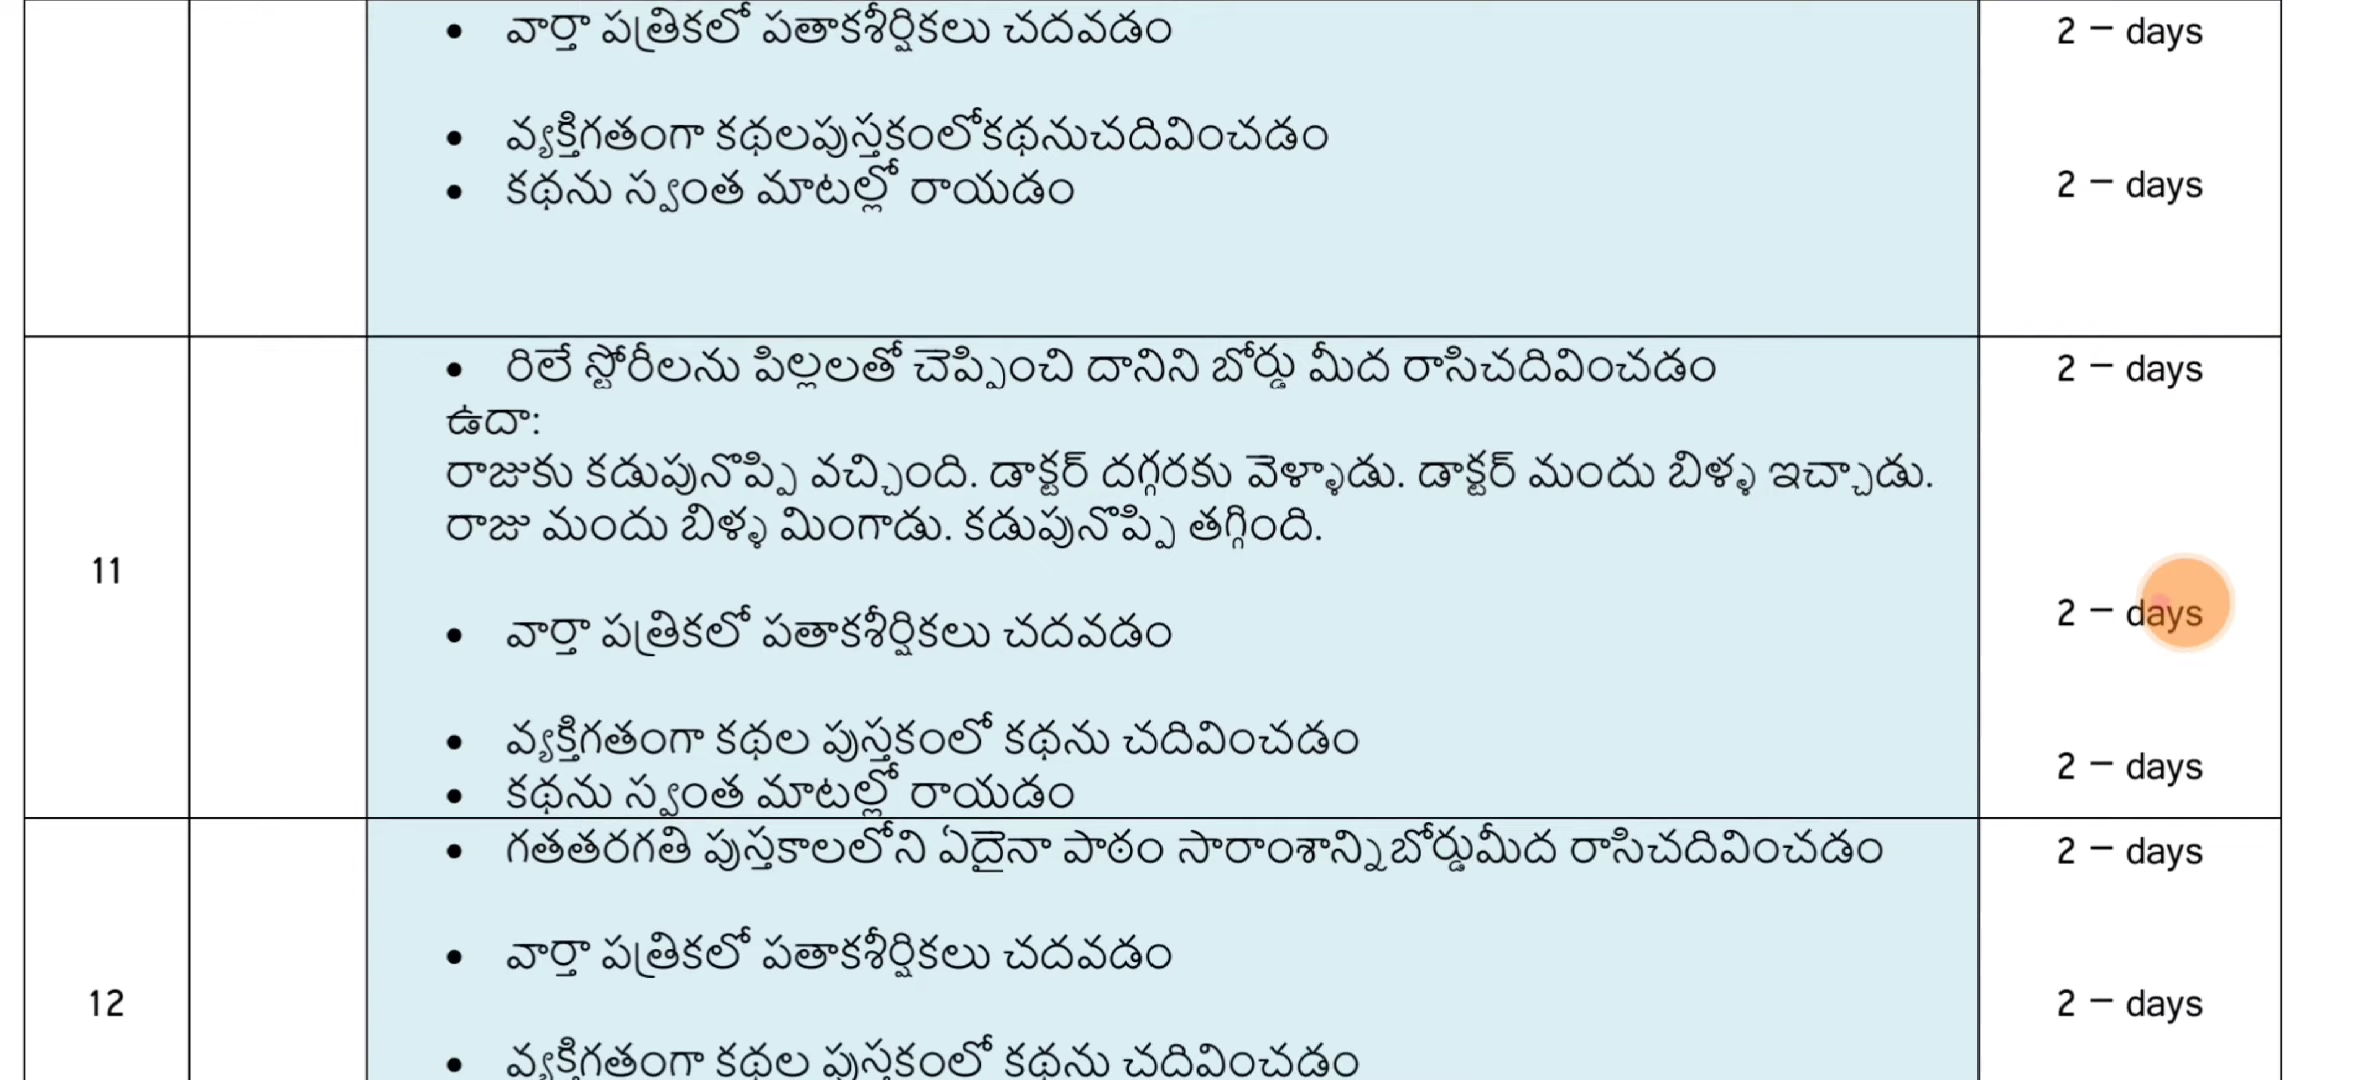 • వార్తా పత్రికలో పతాకశీర్షికలు చదవడం 2 – days
• వ్యక్తిగతంగా కథలపుస్తకంలోకథనుచదివించడం
• కథను స్వంత మాటల్లో రాయడం 2 – days
• రిలే స్టోరీలను పిల్లలతో చెప్పించి దానిని బోర్డు మీద రాసిచదివించడం 2 – days
ఉదా:
రాజుకు కడుపునొప్పి వచ్చింది. డాక్టర్ దగ్గరకు వెళ్ళాడు. డాక్టర్ మందు బిళ్ళ ఇచ్చాడు.
రాజు మందు బిళ్ళ మింగాడు. కడుపునొప్పి తగ్గింది.
11
• వార్తా పత్రికలో పతాకశీర్షికలు చదవడం 2 – days
• వ్యక్తిగతంగా కథల పుస్తకంలో కథను చదివించడం
• కథను స్వంత మాటల్లో రాయడం 2 – days
• గతతరగతి పుస్తకాలలోని ఏదైనా పాఠం సారాంశాన్నిబోర్డుమీద రాసిచదివించడం 2 – days
• వార్తా పత్రికలో పతాకశీర్షికలు చదవడం
12 2 – days
• వ్యక్తిగతంగా కథల పుస్తకంలో కథను చదివించడం